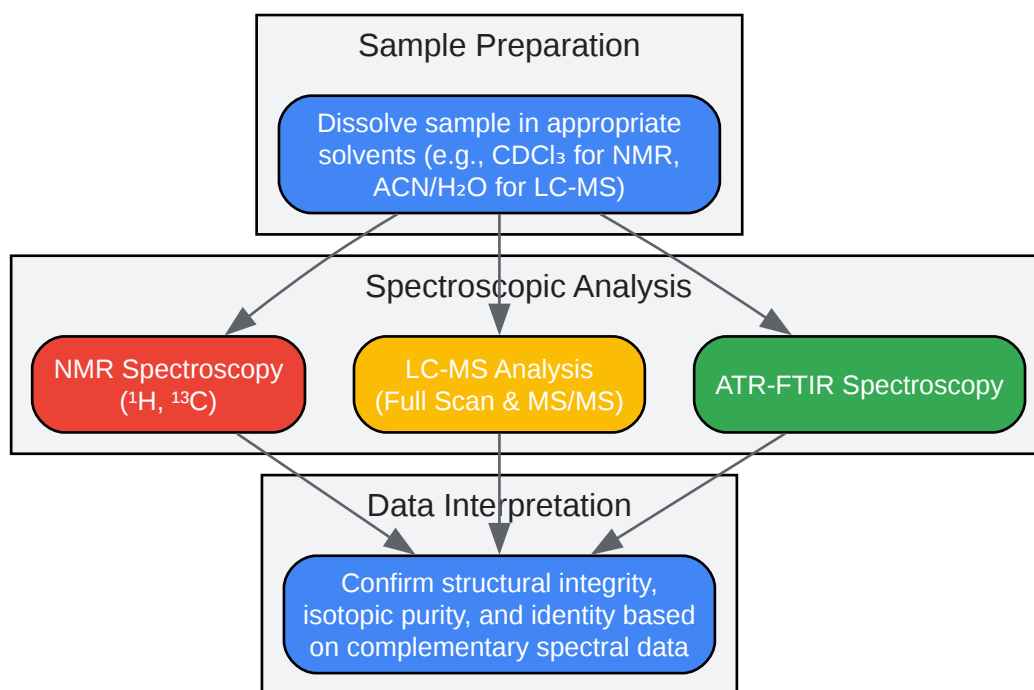 Sample Preparation
Dissolve sample in appropriate
solvents (e.g., CDCl₃ for NMR,
ACN/H₂O for LC-MS)
Spectroscopic Analysis
NMR Spectroscopy
(¹H, ¹³C)
LC-MS Analysis
(Full Scan & MS/MS)
ATR-FTIR Spectroscopy
Data Interpretation
Confirm structural integrity,
isotopic purity, and identity based
on complementary spectral data